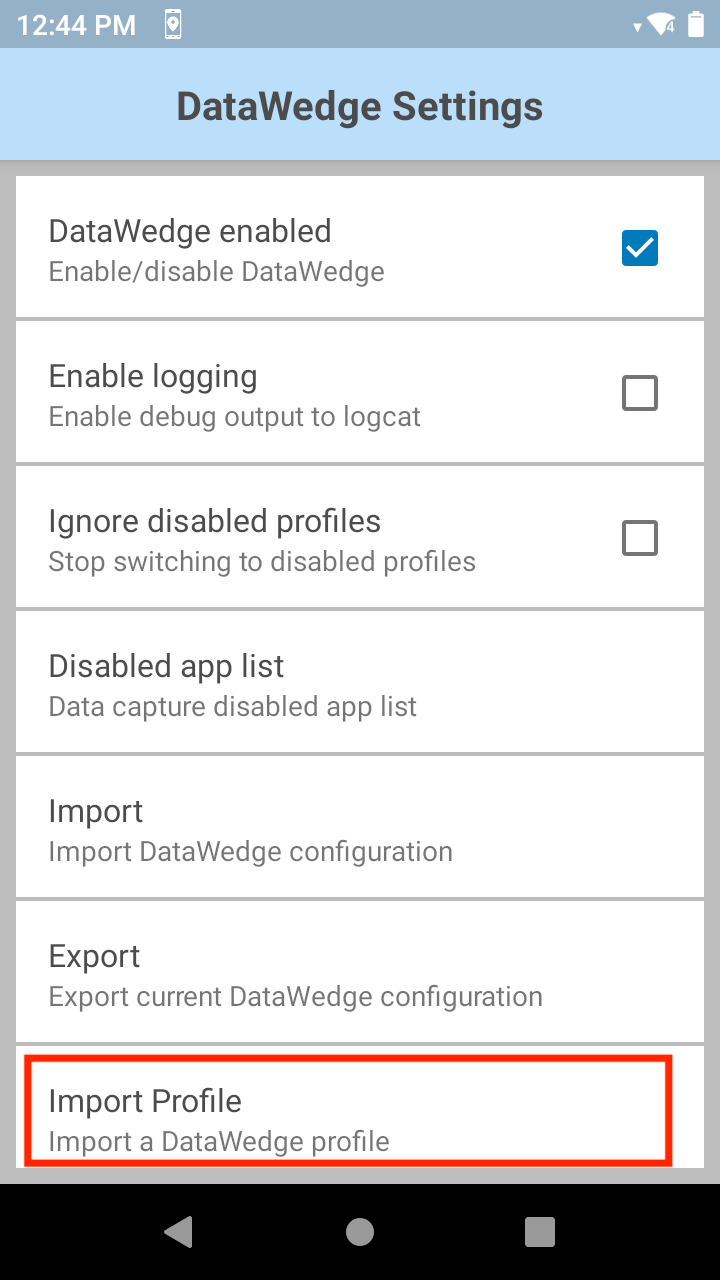 12:44 PM
4
DataWedge Settings
DataWedge enabled
Enable/disable DataWedge
Enable logging
Enable debug output to logcat
Ignore disabled profiles
Stop switching to disabled profiles
Disabled app list
Data capture disabled app list
Import
Import DataWedge configuration
Export
Export current DataWedge configuration
Import Profile
Import a DataWedge profile